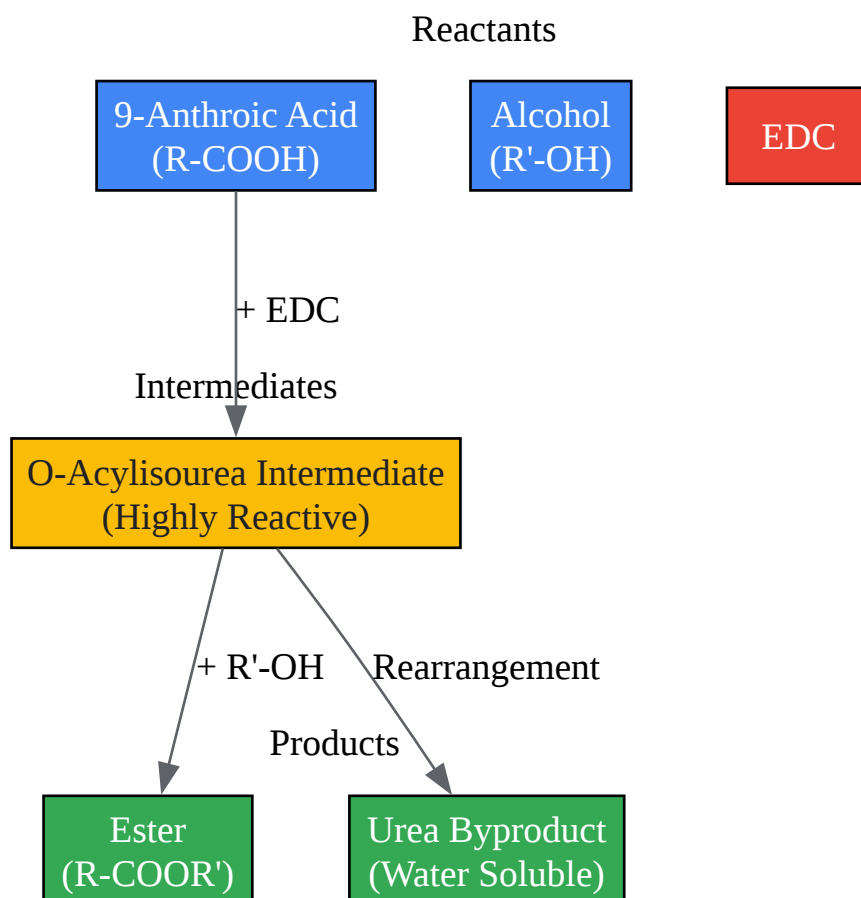 Reactants
9-Anthroic Acid
(R-COOH)
Alcohol
(R'-OH)
EDC
+ EDC
Intermediates
O-Acylisourea Intermediate
(Highly Reactive)
+ R'-OH
Rearrangement
Products
Ester
(R-COOR')
Urea Byproduct
(Water Soluble)